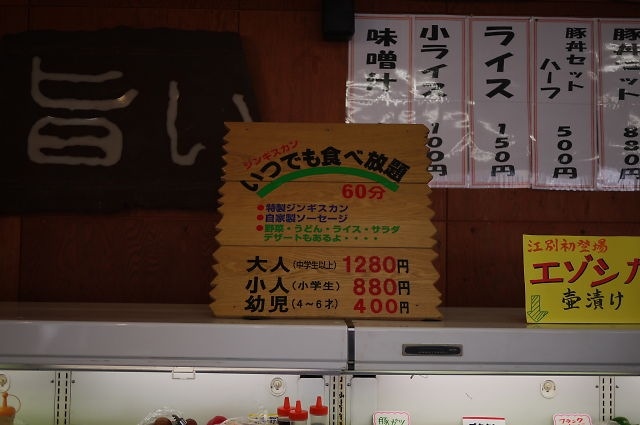 旨い
味噌汁
小ライス
100円
ライス
150円
豚丼セット
ハーフ
500円
豚丼セット
880円
ジンギスカン
いつでも食べ放題
60分
●特製ジンギスカン
●自家製ソーセージ
●野菜・うどん・ライス・サラダ
デザートもあるよ・・・・
大人(中学生以上)1280円
小人(小学生)880円
幼児(4～6才)400円
江別初登場
エゾシカ
壺漬け